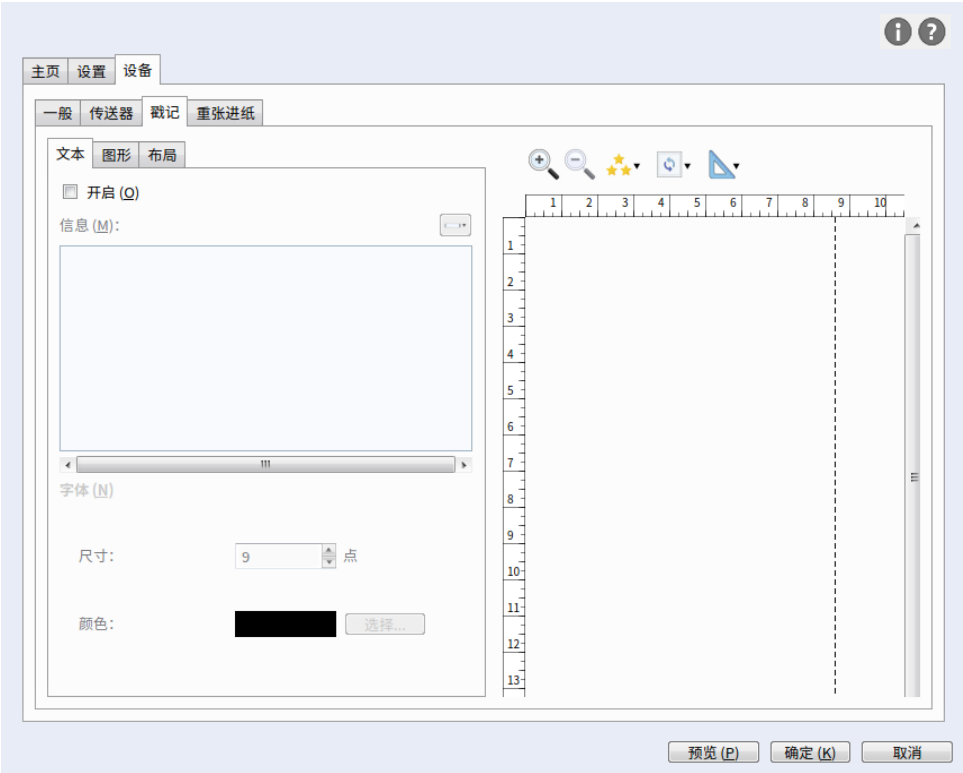 主页 设置 设备
一般 传送器 戳记 重张进纸
文本 图形 布局
开启 (O)
信息 (M):
1 2 3 4 5 6 7 8 9 10
1
2
3
4
5
6
7
8
9
10
11
12
13
字体 (N)
尺寸: 9 点
颜色: 选择...
预览 (P) 确定 (K) 取消